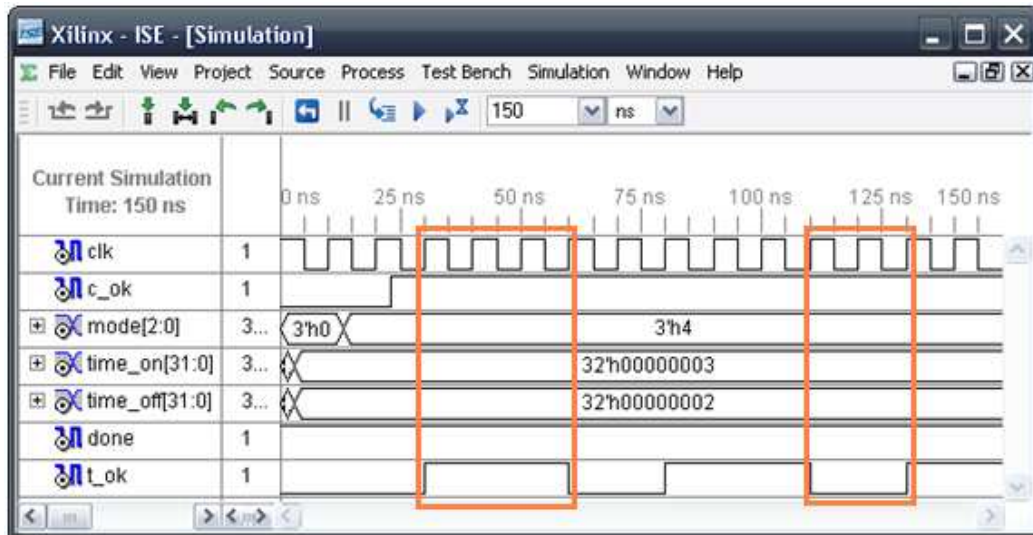 Xilinx - ISE - [Simulation]
File Edit View Project Source Process Test Bench Simulation Window Help
150 ns
Current Simulation
Time: 150 ns
0 ns 25 ns 50 ns 75 ns 100 ns 125 ns 150 ns
clk 1
c_ok 1
mode[2:0] 3... 3'h0 3'h4
time_on[31:0] 3... 32'h00000003
time_off[31:0] 3... 32'h00000002
done 1
t_ok 1